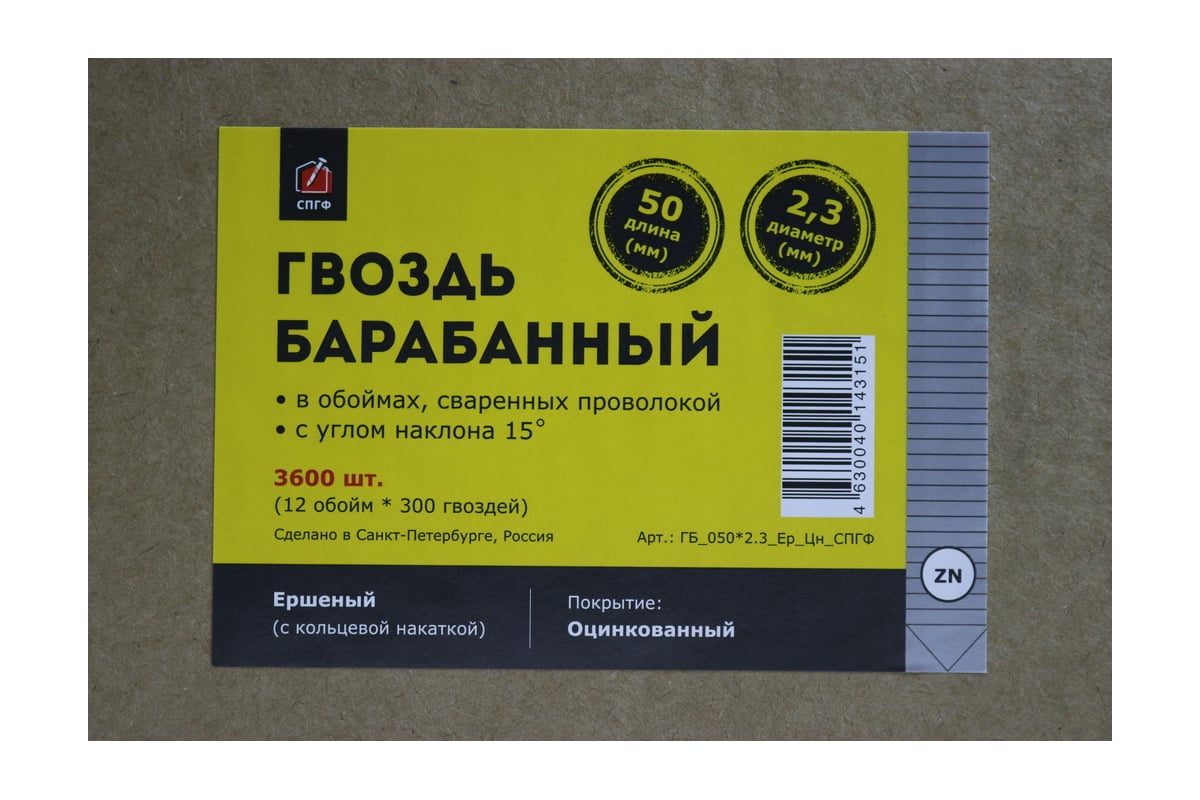 СПГФ
50
длина
(мм)
2,3
диаметр
(мм)
ГВОЗДЬ
БАРАБАННЫЙ
• в обоймах, сваренных проволокой
• с углом наклона 15°
3600 шт.
(12 обойм * 300 гвоздей)
Сделано в Санкт-Петербурге, Россия
Арт.: ГБ_050*2.3_Ер_Цн_СПГФ
4 630040 143151
ZN
Ершеный
(с кольцевой накаткой)
Покрытие:
Оцинкованный